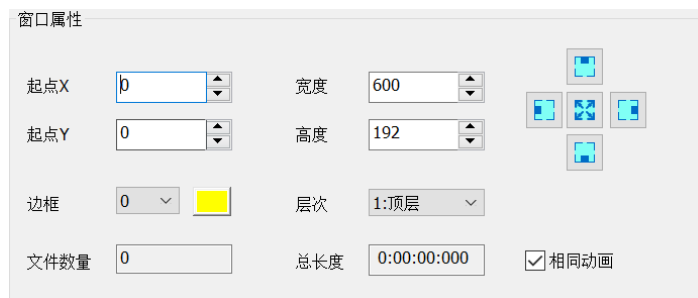 窗口属性
起点X 0 宽度 600
起点Y 0 高度 192
边框 0 层次 1:顶层
文件数量 0 总长度 0:00:00:000 相同动画